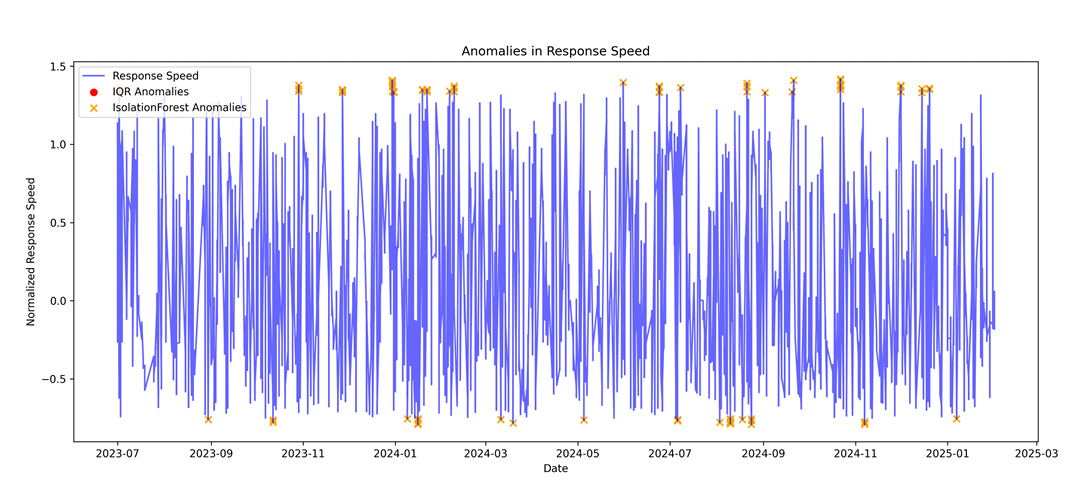 Anomalies in Response Speed
Response Speed
IQR Anomalies
IsolationForest Anomalies
Normalized Response Speed
1.5
1.0
0.5
0.0
−0.5
2023-07
2023-09
2023-11
2024-01
2024-03
2024-05
2024-07
2024-09
2024-11
2025-01
2025-03
Date